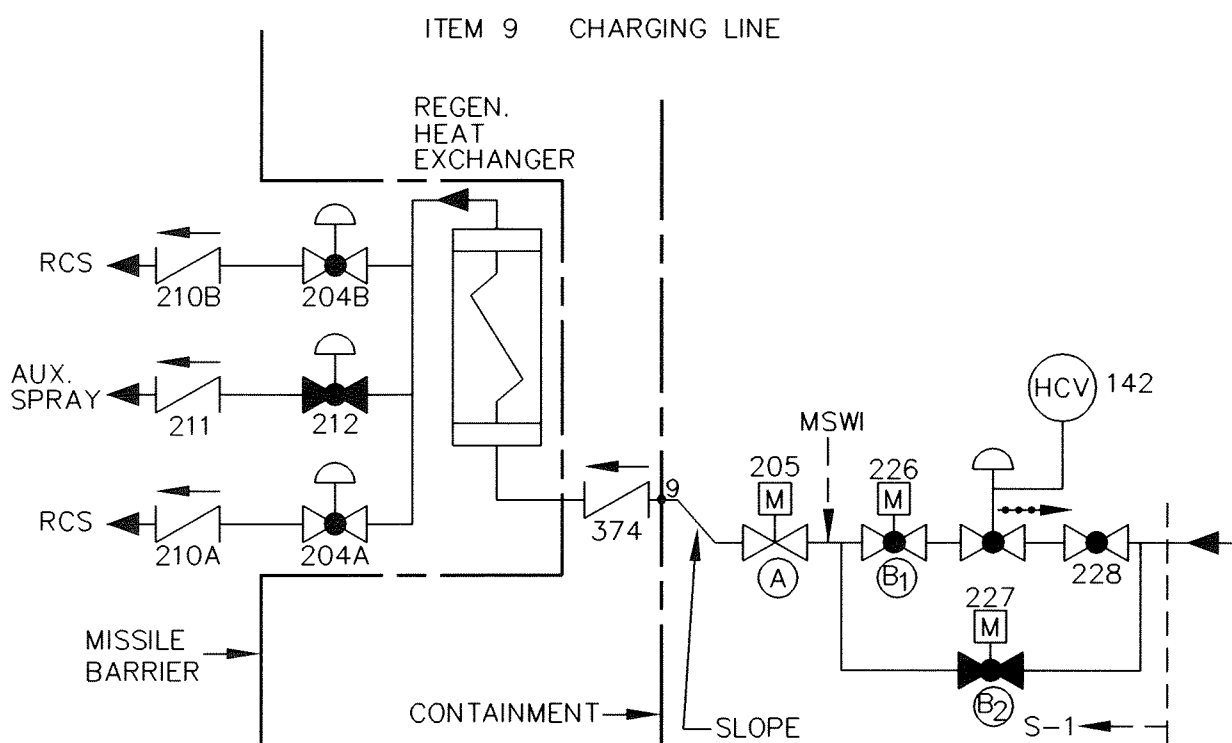 ITEM 9 CHARGING LINE
REGEN.
HEAT
EXCHANGER
RCS
210B
204B
AUX.
SPRAY
211
212
RCS
210A
204A
374
9
MSWI
205
M
A
226
M
B1
HCV
142
228
227
M
B2
MISSILE
BARRIER
CONTAINMENT
SLOPE
S-1